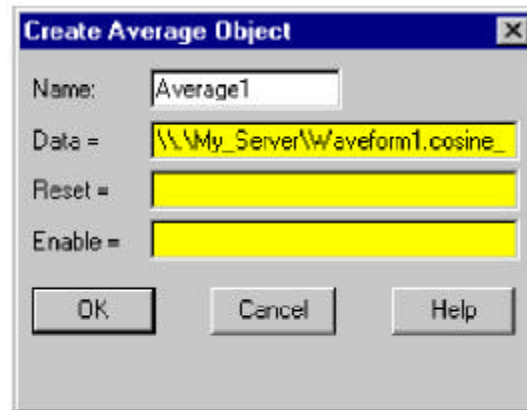 Create Average Object
Name: Average1
Data = \\.\My_Server\Waveform1.cosine_
Reset =
Enable =
OK Cancel Help